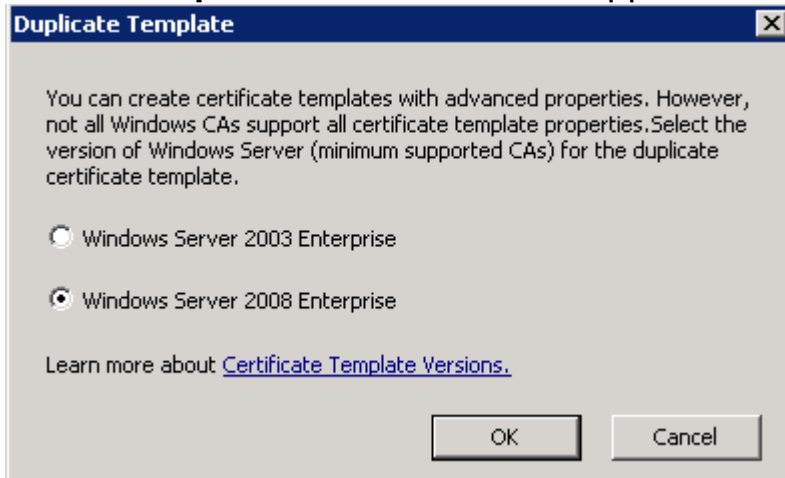 Duplicate Template
You can create certificate templates with advanced properties. However,
not all Windows CAs support all certificate template properties.Select the
version of Windows Server (minimum supported CAs) for the duplicate
certificate template.
Windows Server 2003 Enterprise
Windows Server 2008 Enterprise
Learn more about Certificate Template Versions.
OK
Cancel